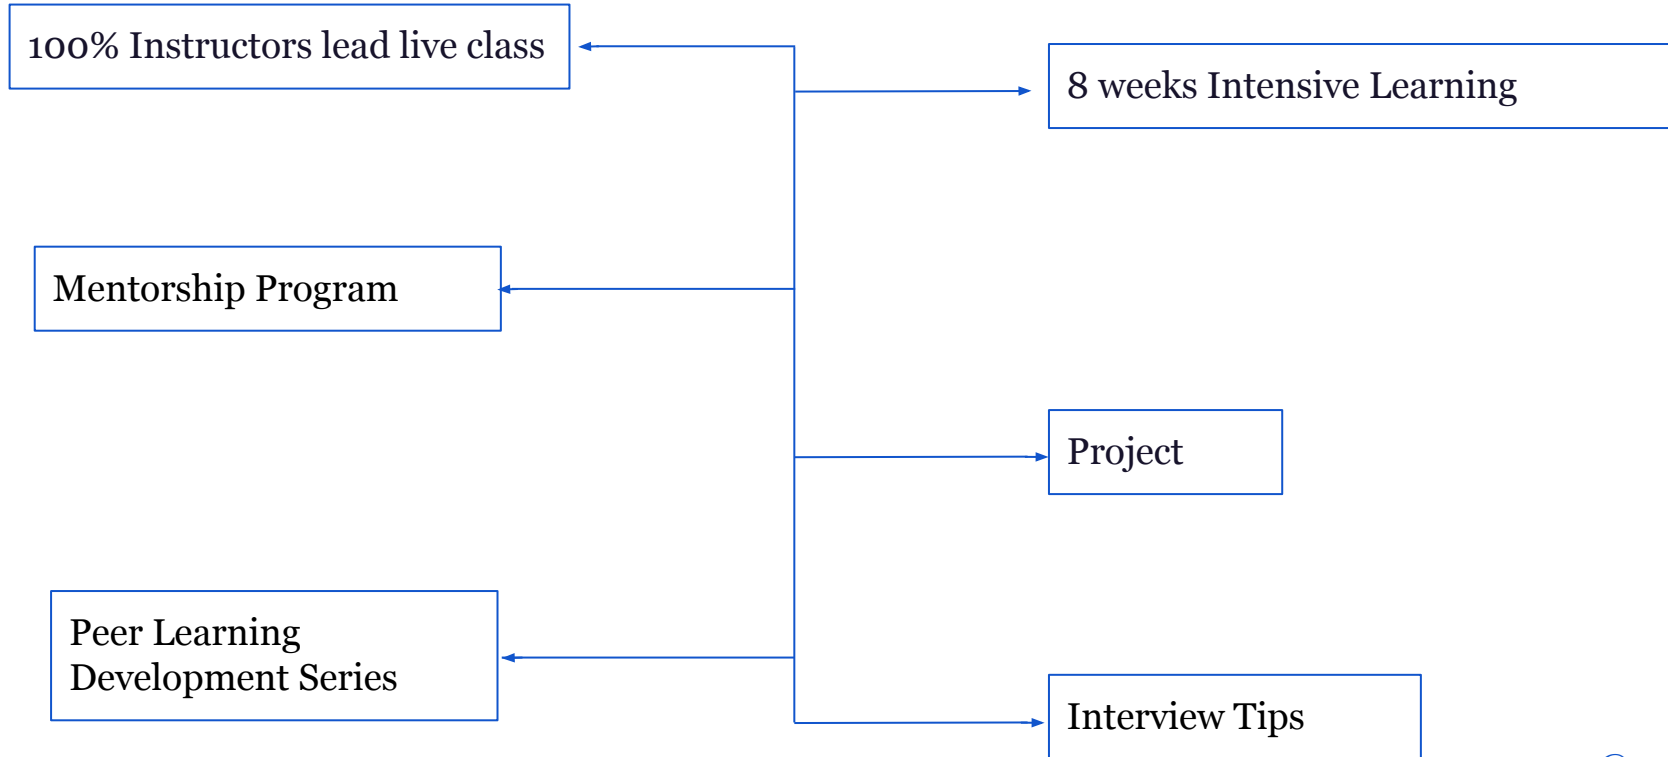 100% Instructors lead live class
8 weeks Intensive Learning
Mentorship Program
Project
Peer Learning
Development Series
Interview Tips